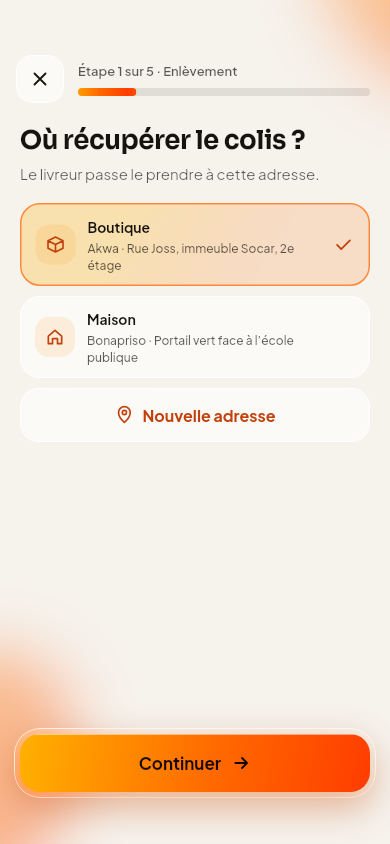 Étape 1 sur 5 · Enlèvement
Où récupérer le colis ?
Le livreur passe le prendre à cette adresse.
Boutique
Akwa · Rue Joss, immeuble Socar, 2e
étage
Maison
Bonapriso · Portail vert face à l'école
publique
Nouvelle adresse
Continuer